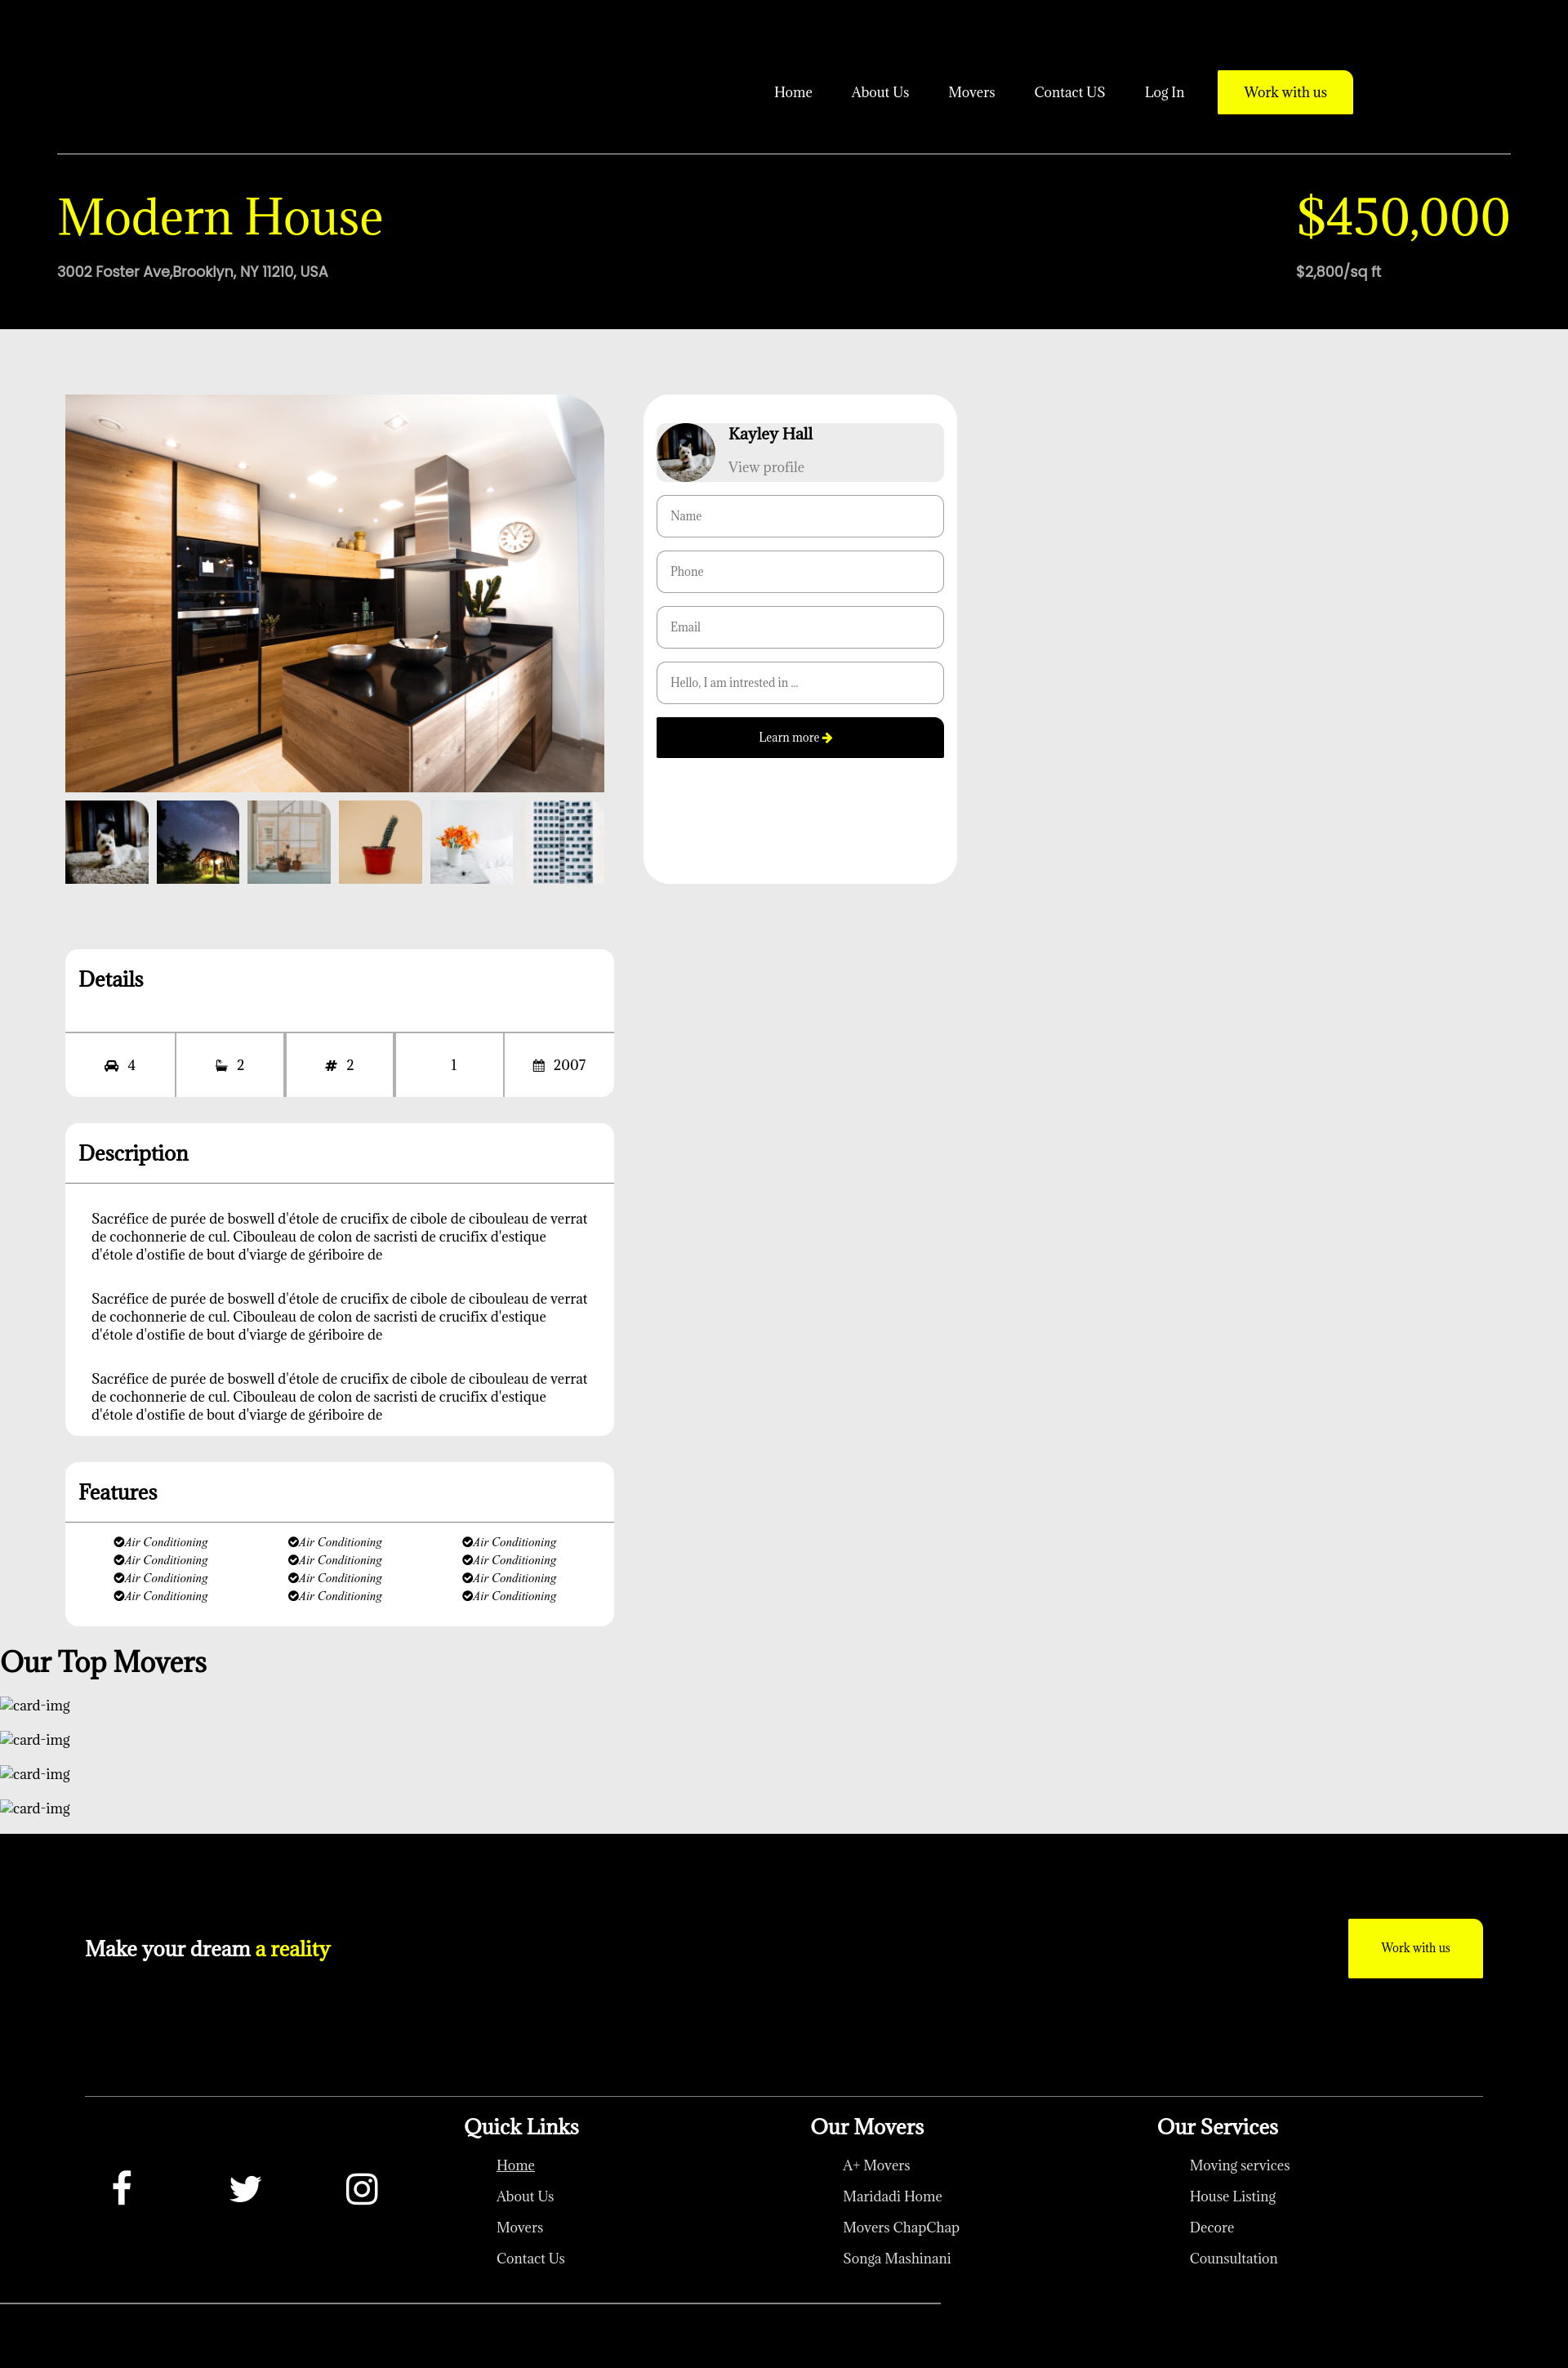 Home About Us Movers Contact US Log In Work with us
Modern House
$450,000
3002 Foster Ave,Brooklyn, NY 11210, USA
$2,800/sq ft
Kayley Hall
View profile
Name
Phone
Email
Hello, I am intrested in ...
Learn more
Details
4 2 2 1 2007
Description
Sacréfice de purée de boswell d'étole de crucifix de cibole de cibouleau de verrat
de cochonnerie de cul. Cibouleau de colon de sacristi de crucifix d'estique
d'étole d'ostifie de bout d'viarge de gériboire de
Sacréfice de purée de boswell d'étole de crucifix de cibole de cibouleau de verrat
de cochonnerie de cul. Cibouleau de colon de sacristi de crucifix d'estique
d'étole d'ostifie de bout d'viarge de gériboire de
Sacréfice de purée de boswell d'étole de crucifix de cibole de cibouleau de verrat
de cochonnerie de cul. Cibouleau de colon de sacristi de crucifix d'estique
d'étole d'ostifie de bout d'viarge de gériboire de
Features
Air Conditioning Air Conditioning Air Conditioning
Air Conditioning Air Conditioning Air Conditioning
Air Conditioning Air Conditioning Air Conditioning
Air Conditioning Air Conditioning Air Conditioning
Our Top Movers
card-img
card-img
card-img
card-img
Make your dream a reality
Work with us
Quick Links
Home
About Us
Movers
Contact Us
Our Movers
A+ Movers
Maridadi Home
Movers ChapChap
Songa Mashinani
Our Services
Moving services
House Listing
Decore
Counsultation